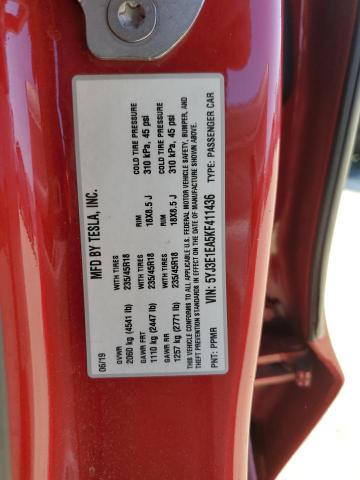 MFD BY TESLA, INC.
06/19
GVWR WITH TIRES RIM COLD TIRE PRESSURE
2060 kg (4541 lb) 235/45R18 18X8.5 J 310 kPa, 45 psi
GAWR FRT WITH TIRES RIM COLD TIRE PRESSURE
1110 kg (2447 lb) 235/45R18 18X8.5 J 310 kPa, 45 psi
GAWR RR WITH TIRES
1257 kg (2771 lb) 235/45R18
THIS VEHICLE CONFORMS TO ALL APPLICABLE U.S. FEDERAL MOTOR VEHICLE SAFETY, BUMPER, AND
THEFT PREVENTION STANDARDS IN EFFECT ON THE DATE OF MANUFACTURE SHOWN ABOVE.
VIN: 5YJ3E1EA5KF411436 TYPE: PASSENGER CAR
PNT: PPMR